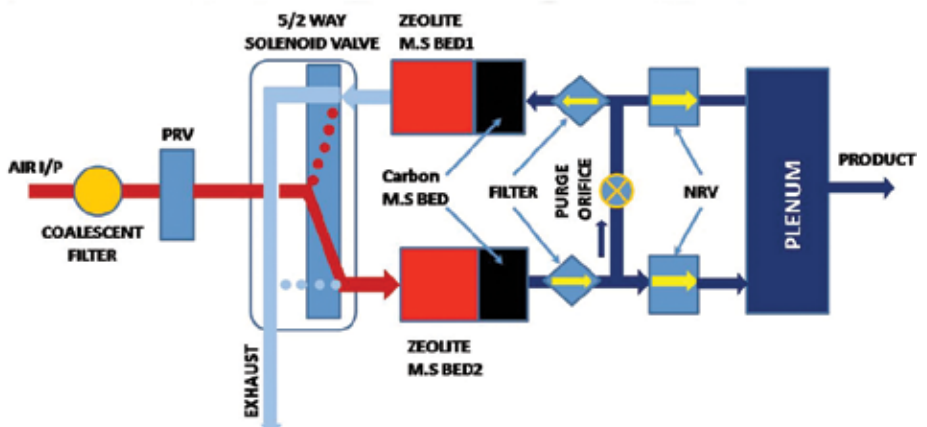 5/2 WAY
SOLENOID VALVE
ZEOLITE
M.S BED1
PRV
AIR I/P
COALESCENT
FILTER
Carbon
M.S BED
FILTER
PURGE
ORIFICE
NRV
PLENUM
PRODUCT
EXHAUST
ZEOLITE
M.S BED2